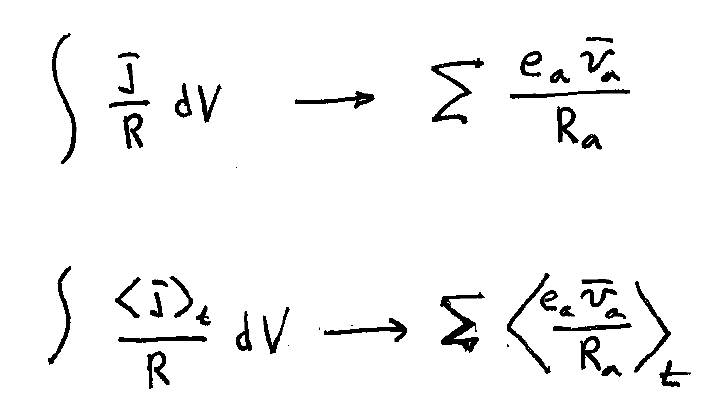 ∫ j̄/R dV ⟶ Σ e_a v̄_a / R_a
∫ ⟨j̄⟩_t / R dV ⟶ Σ ⟨e_a v̄_a / R_a⟩_t